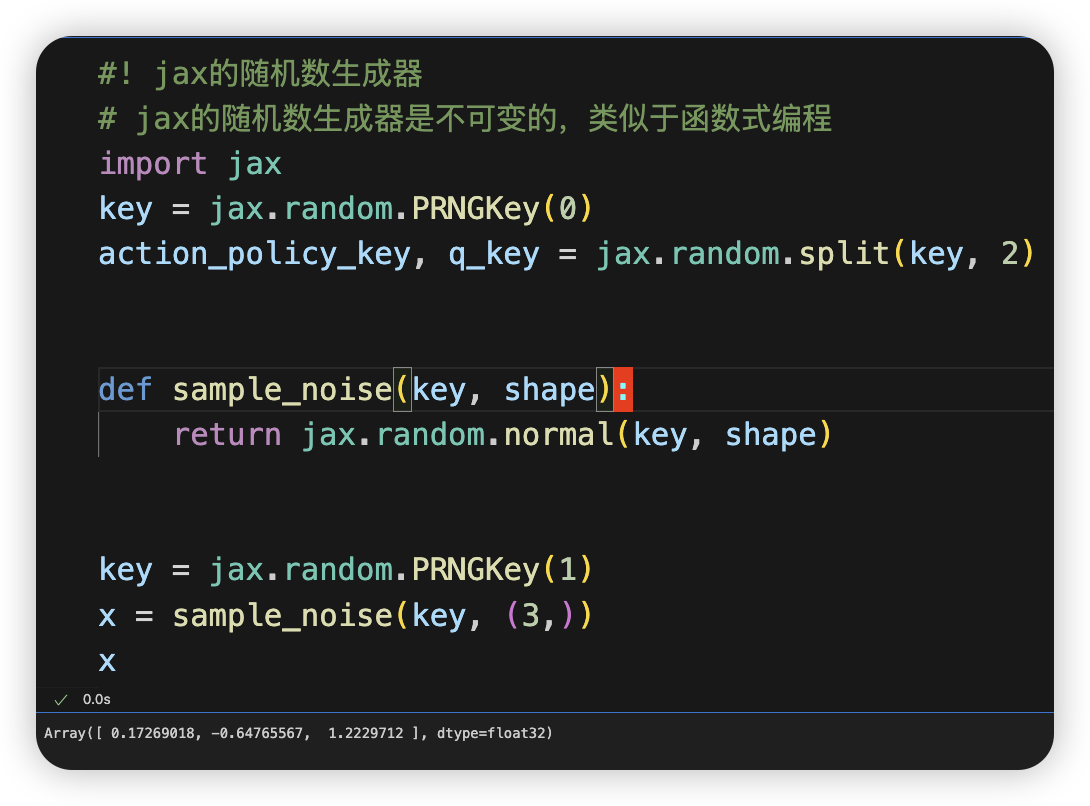 #! jax的随机数生成器
# jax的随机数生成器是不可变的，类似于函数式编程
import jax
key = jax.random.PRNGKey(0)
action_policy_key, q_key = jax.random.split(key, 2)
def sample_noise(key, shape):
    return jax.random.normal(key, shape)
key = jax.random.PRNGKey(1)
x = sample_noise(key, (3,))
x
✓ 0.0s
Array([ 0.17269018, -0.64765567,  1.2229712 ], dtype=float32)